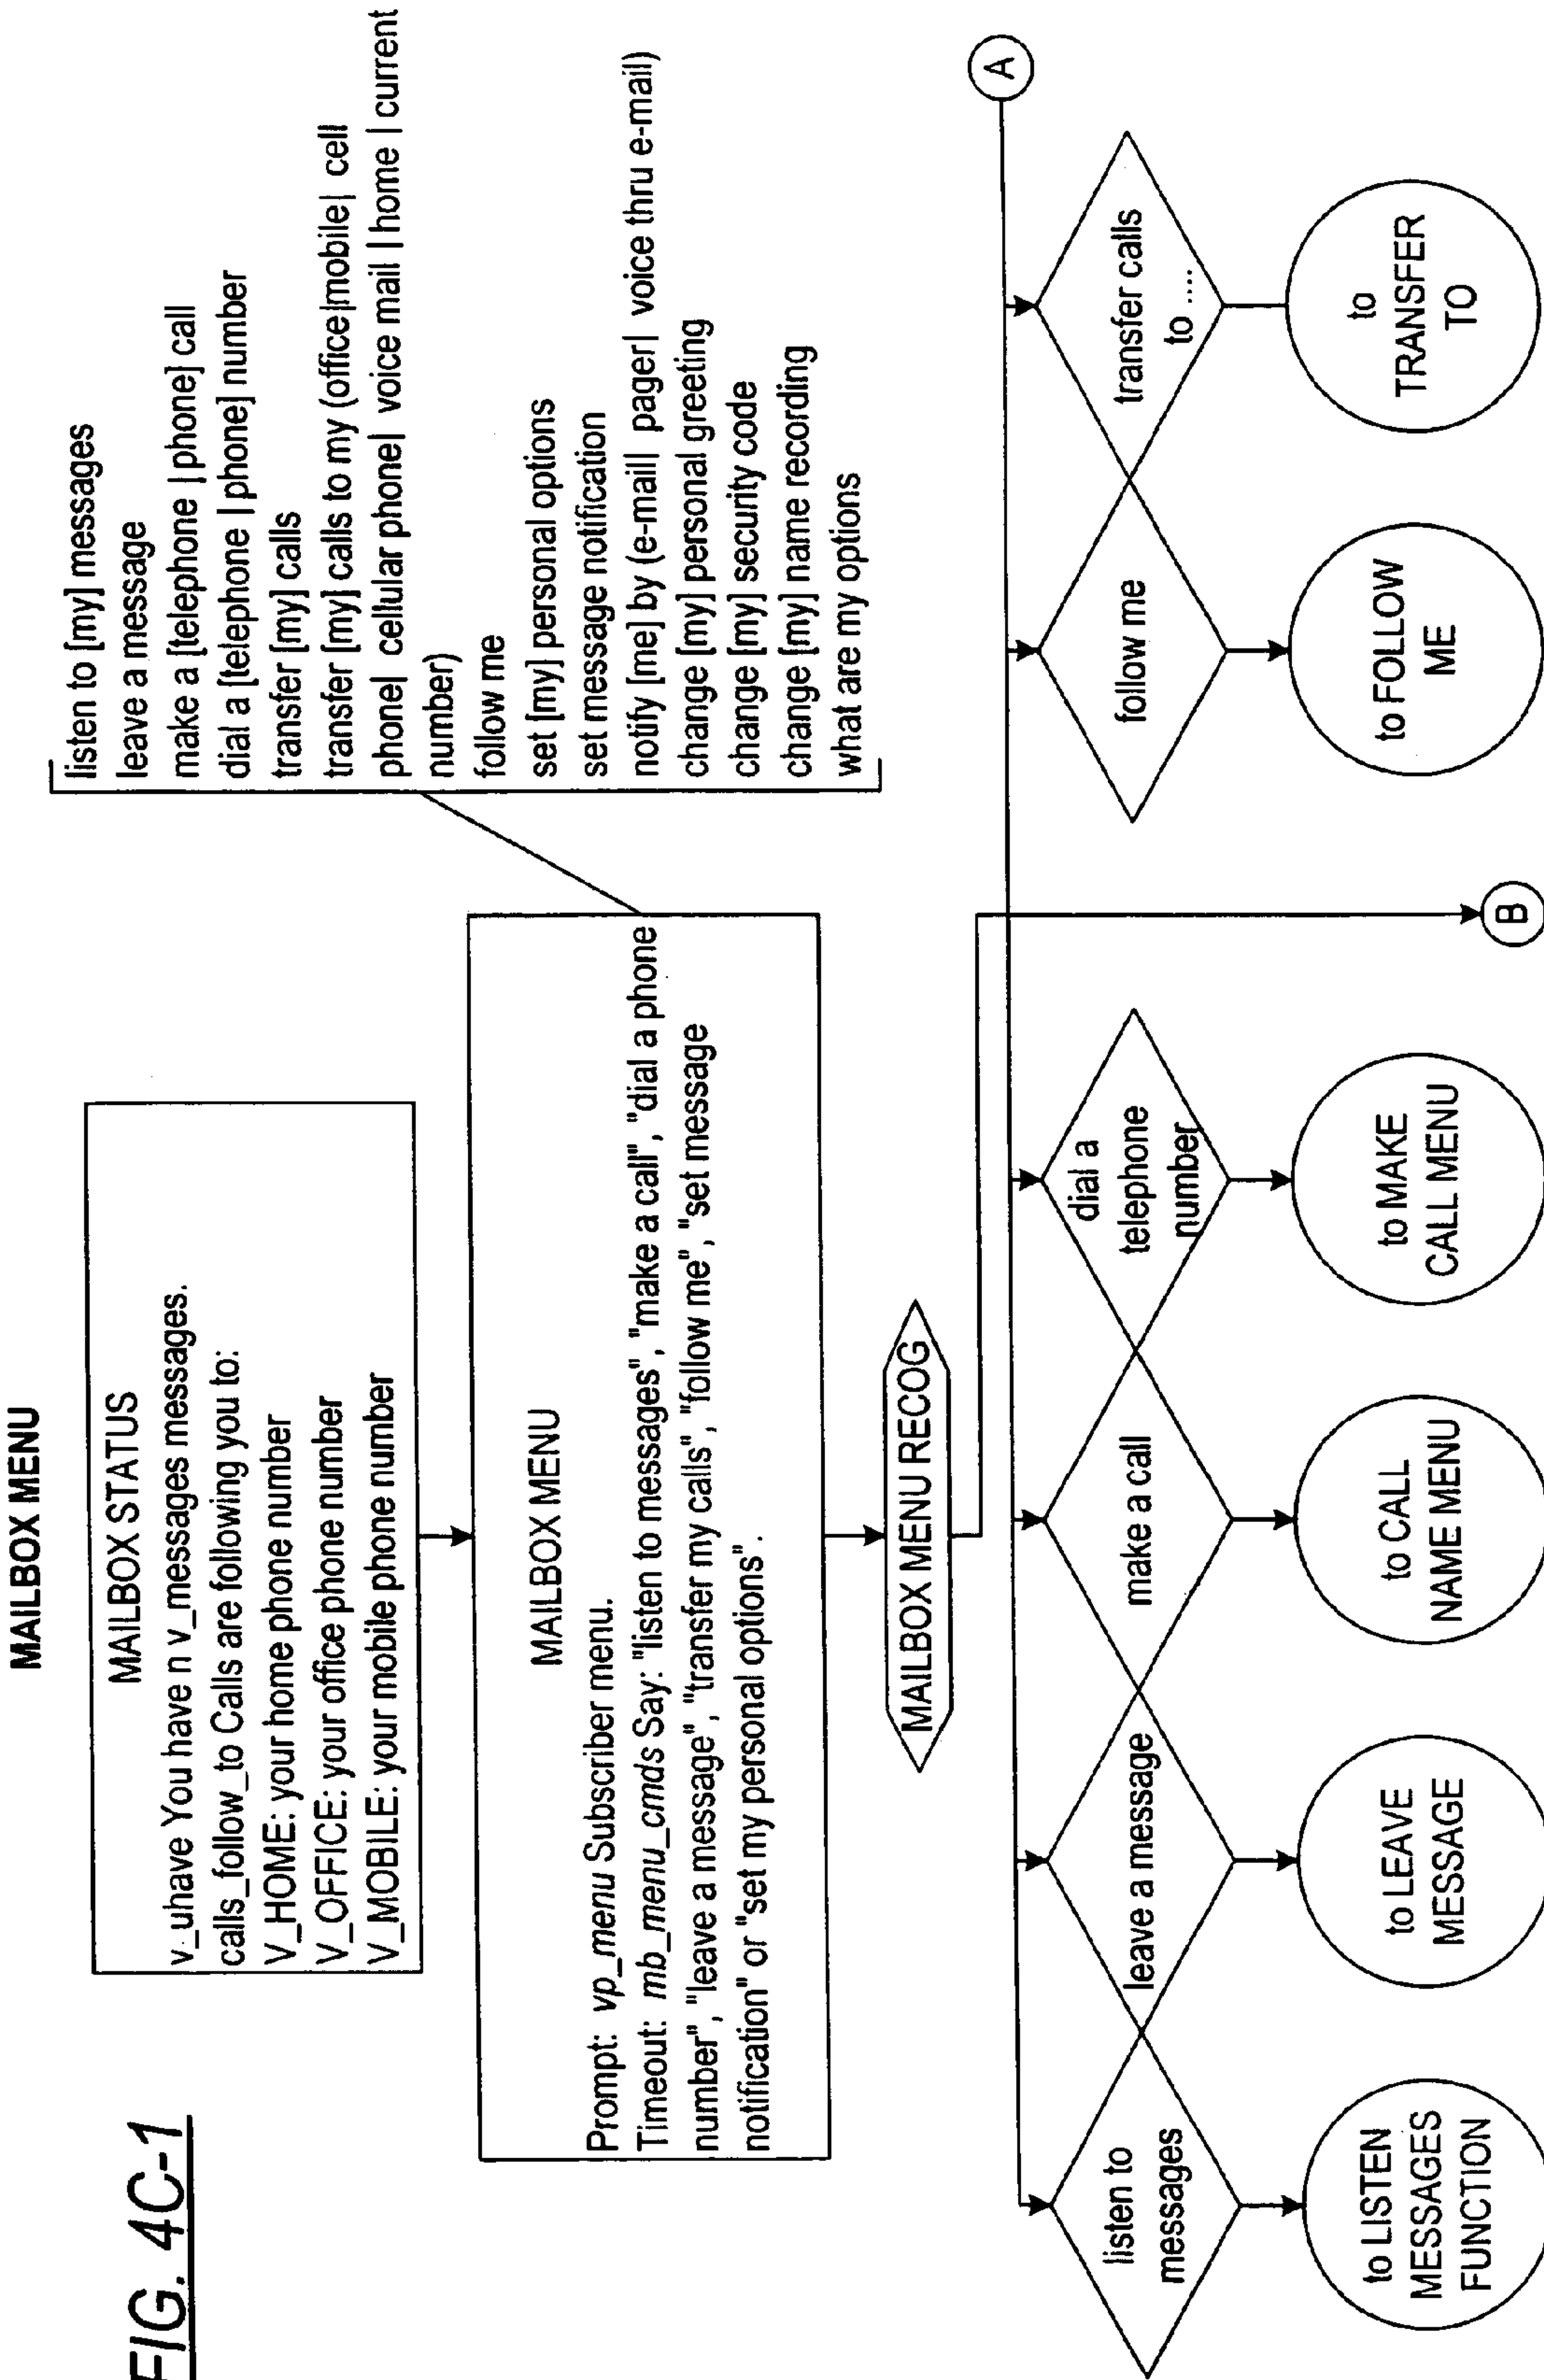 FIG. 4C-1
MAILBOX MENU
MAILBOX STATUS
v_uhave You have n v_messages messages.
calls_follow_to Calls are following you to:
V_HOME: your home phone number
V_OFFICE: your office phone number
V_MOBILE: your mobile phone number
MAILBOX MENU
Prompt: vp_menu Subscriber menu.
Timeout: mb_menu_cmds Say: "listen to messages", "make a call", "dial a phone
number", "leave a message", "transfer my calls", "follow me", "set message
notification" or "set my personal options".
listen to [my] messages
leave a message
make a [telephone | phone] call
dial a [telephone | phone] number
transfer [my] calls
transfer [my] calls to my (office|mobile| cell
phone| cellular phone| voice mail | home | current
number)
follow me
set [my] personal options
set message notification
notify [me] by (e-mail| pager| voice thru e-mail)
change [my] personal greeting
change [my] security code
change [my] name recording
what are my options
MAILBOX MENU RECOG
A
listen to
messages
leave a message
make a call
dial a
telephone
number
follow me
transfer calls
to ....
to LISTEN
MESSAGES
FUNCTION
to LEAVE
MESSAGE
to CALL
NAME MENU
to MAKE
CALL MENU
B
to FOLLOW
ME
to
TRANSFER
TO